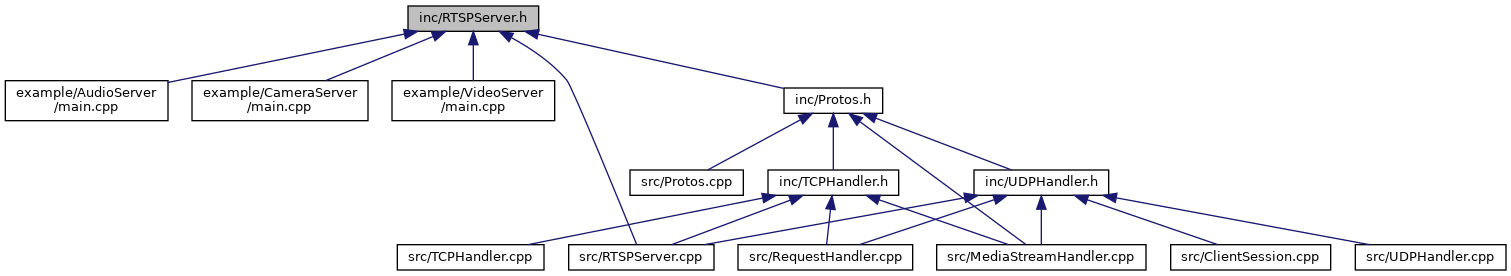 inc/RTSPServer.h
example/AudioServer
/main.cpp
example/CameraServer
/main.cpp
example/VideoServer
/main.cpp
inc/Protos.h
src/Protos.cpp
inc/TCPHandler.h
inc/UDPHandler.h
src/TCPHandler.cpp
src/RTSPServer.cpp
src/RequestHandler.cpp
src/MediaStreamHandler.cpp
src/ClientSession.cpp
src/UDPHandler.cpp